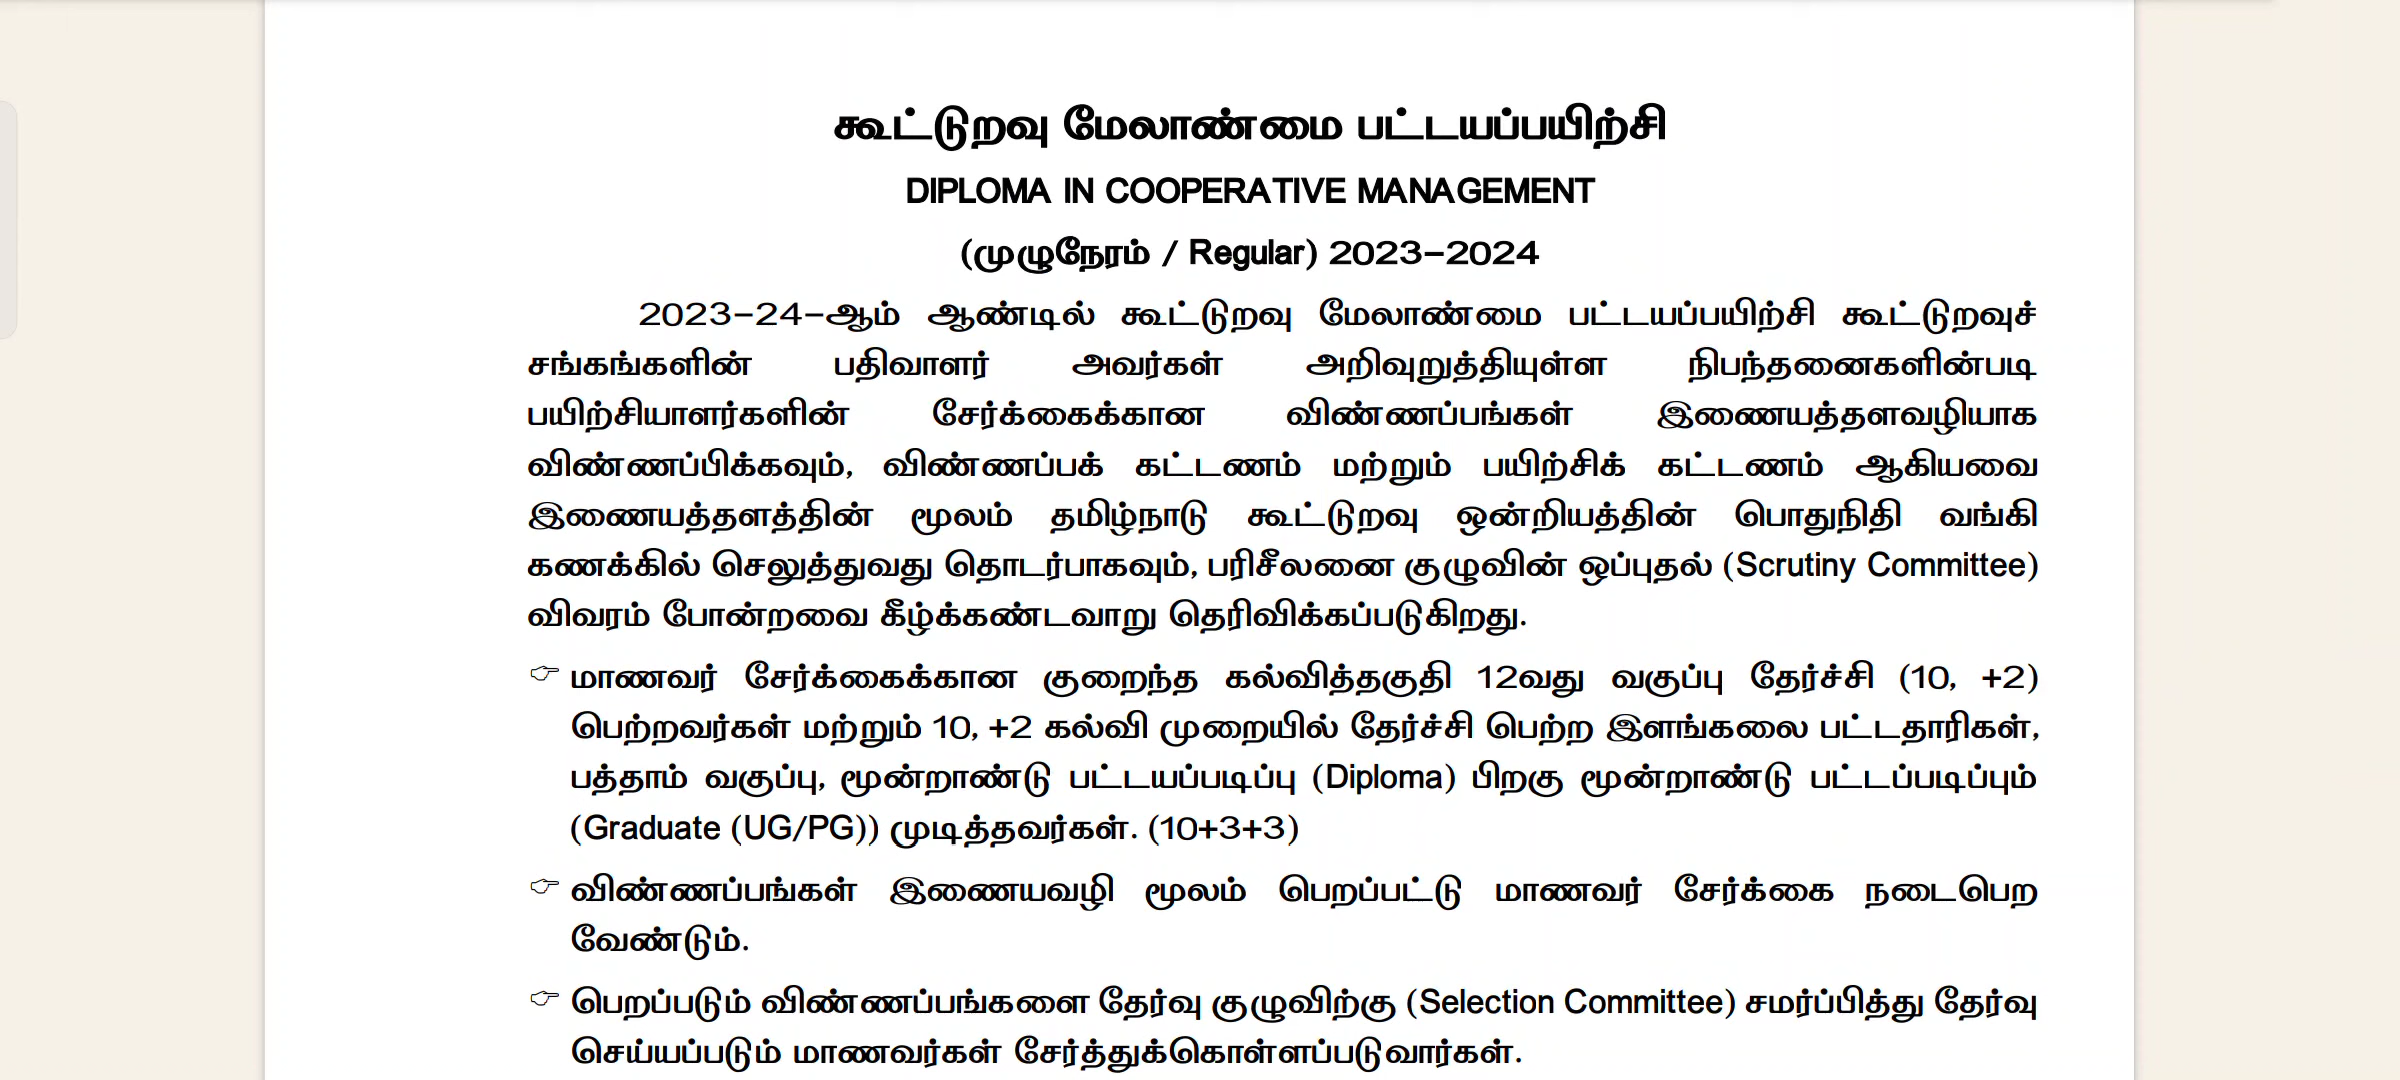 கூட்டுறவு மேலாண்மை பட்டயப்பயிற்சி
DIPLOMA IN COOPERATIVE MANAGEMENT
(முழுநேரம் / Regular) 2023–2024
2023–24–ஆம் ஆண்டில் கூட்டுறவு மேலாண்மை பட்டயப்பயிற்சி கூட்டுறவுச்
சங்கங்களின் பதிவாளர் அவர்கள் அறிவுறுத்தியுள்ள நிபந்தனைகளின்படி
பயிற்சியாளர்களின் சேர்க்கைக்கான விண்ணப்பங்கள் இணையத்தளவழியாக
விண்ணப்பிக்கவும், விண்ணப்பக் கட்டணம் மற்றும் பயிற்சிக் கட்டணம் ஆகியவை
இணையத்தளத்தின் மூலம் தமிழ்நாடு கூட்டுறவு ஒன்றியத்தின் பொதுநிதி வங்கி
கணக்கில் செலுத்துவது தொடர்பாகவும், பரிசீலனை குழுவின் ஒப்புதல் (Scrutiny Committee)
விவரம் போன்றவை கீழ்க்கண்டவாறு தெரிவிக்கப்படுகிறது.
☞ மாணவர் சேர்க்கைக்கான குறைந்த கல்வித்தகுதி 12வது வகுப்பு தேர்ச்சி (10, +2)
பெற்றவர்கள் மற்றும் 10, +2 கல்வி முறையில் தேர்ச்சி பெற்ற இளங்கலை பட்டதாரிகள்,
பத்தாம் வகுப்பு, மூன்றாண்டு பட்டயப்படிப்பு (Diploma) பிறகு மூன்றாண்டு பட்டப்படிப்பும்
(Graduate (UG/PG)) முடித்தவர்கள். (10+3+3)
☞ விண்ணப்பங்கள் இணையவழி மூலம் பெறப்பட்டு மாணவர் சேர்க்கை நடைபெற
வேண்டும்.
☞ பெறப்படும் விண்ணப்பங்களை தேர்வு குழுவிற்கு (Selection Committee) சமர்ப்பித்து தேர்வு
செய்யப்படும் மாணவர்கள் சேர்த்துக்கொள்ளப்படுவார்கள்.